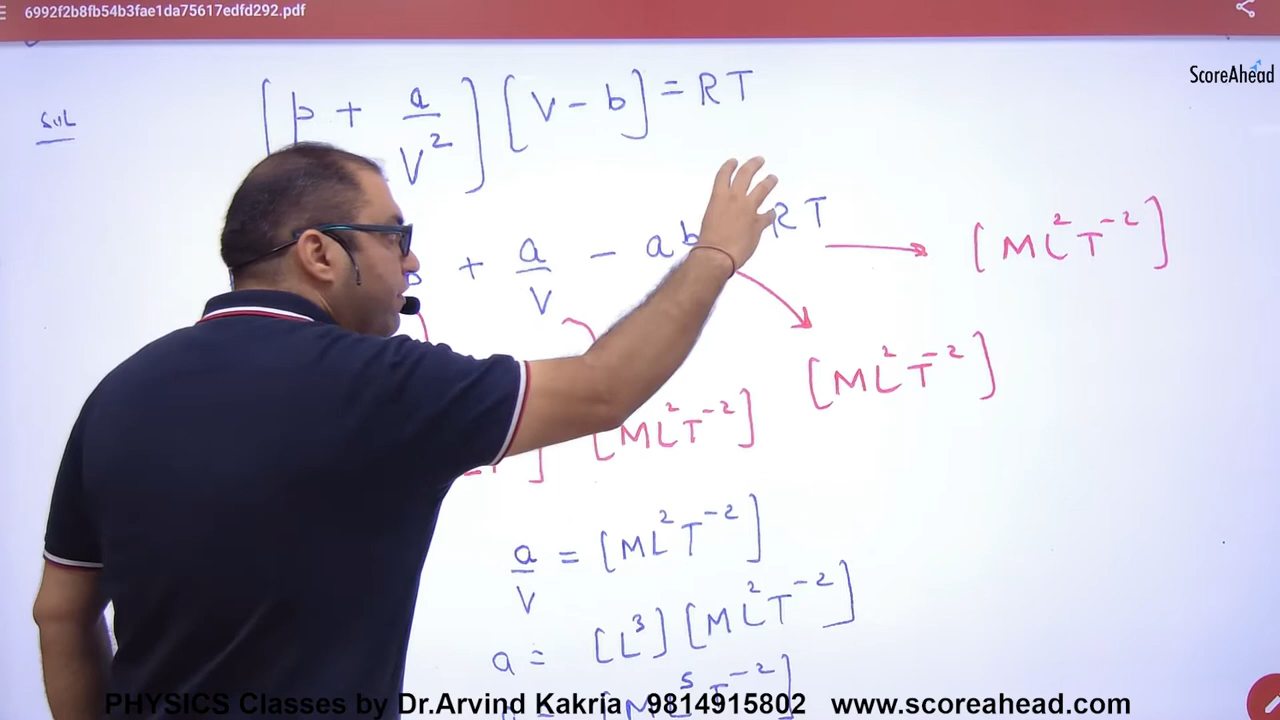 6992f2b8fb54b3fae1da75617edfd292.pdf
ScoreAhead
Sol
[p + a/V²] [V - b] = RT
+ a/V - ab RT → [ML²T⁻²]
[ML²T⁻²]
[ML²T⁻²]
a/V = [ML²T⁻²]
a = [L³] [ML²T⁻²]
PHYSICS Classes by Dr.Arvind Kakria 9814915802 www.scoreahead.com